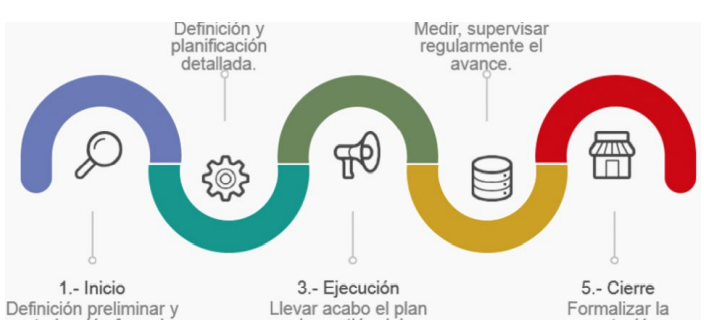 Definición y
planificación
detallada.
Medir, supervisar
regularmente el
avance.
1.- Inicio
Definición preliminar y
3.- Ejecución
Llevar acabo el plan
5.- Cierre
Formalizar la